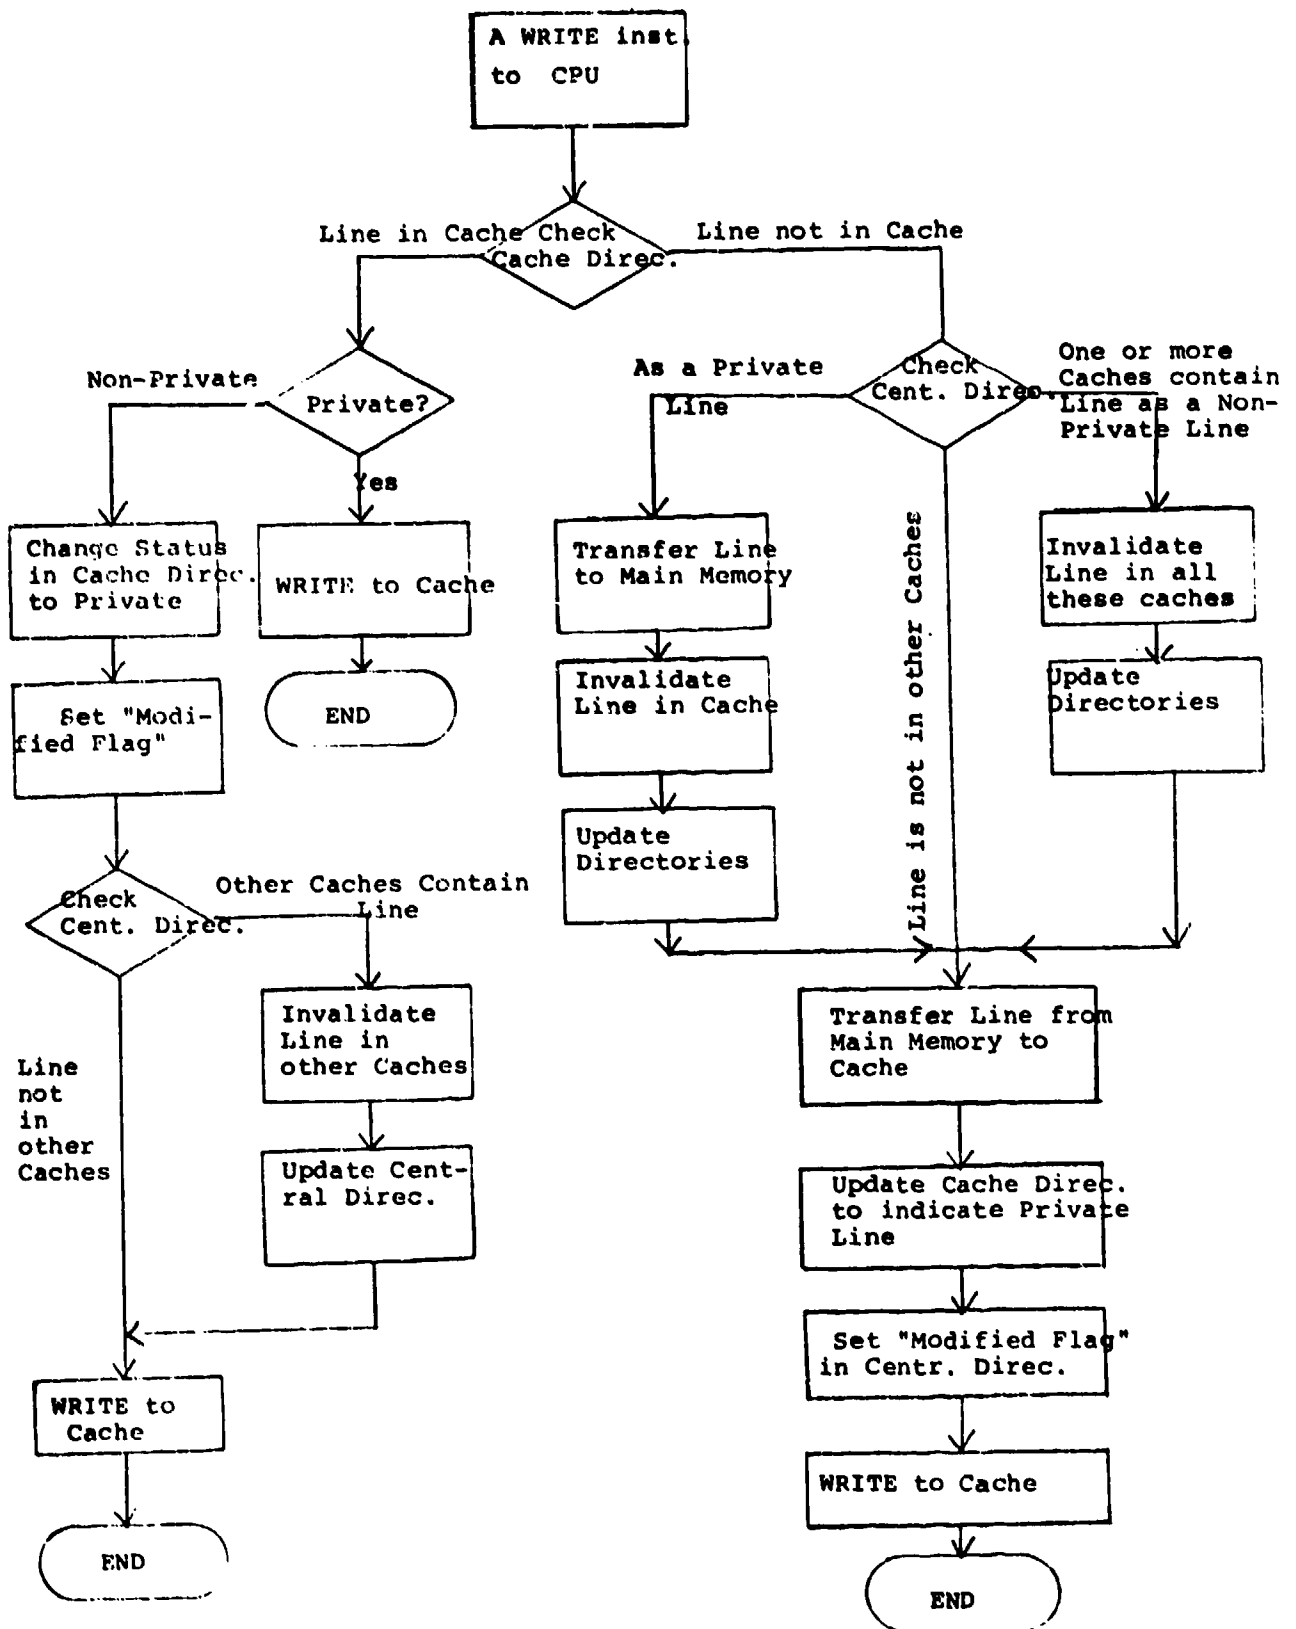 A WRITE inst.
to CPU
Line in Cache
Check
Cache Direc.
Line not in Cache
Non-Private
Private?
Yes
As a Private
Line
Check
Cent. Direc.
One or more
Caches contain
Line as a Non-
Private Line
Change Status
in Cache Direc.
to Private
WRITE to Cache
Transfer Line
to Main Memory
Line is not in other Caches
Invalidate
Line in all
these caches
Set "Modi-
fied Flag"
END
Invalidate
Line in Cache
Update
Directories
Update
Directories
Check
Cent. Direc.
Other Caches Contain
Line
Line
not
in
other
Caches
Invalidate
Line in
other Caches
Update Cent-
ral Direc.
WRITE to
Cache
END
Transfer Line from
Main Memory to
Cache
Update Cache Direc.
to indicate Private
Line
Set "Modified Flag"
in Centr. Direc.
WRITE to Cache
END